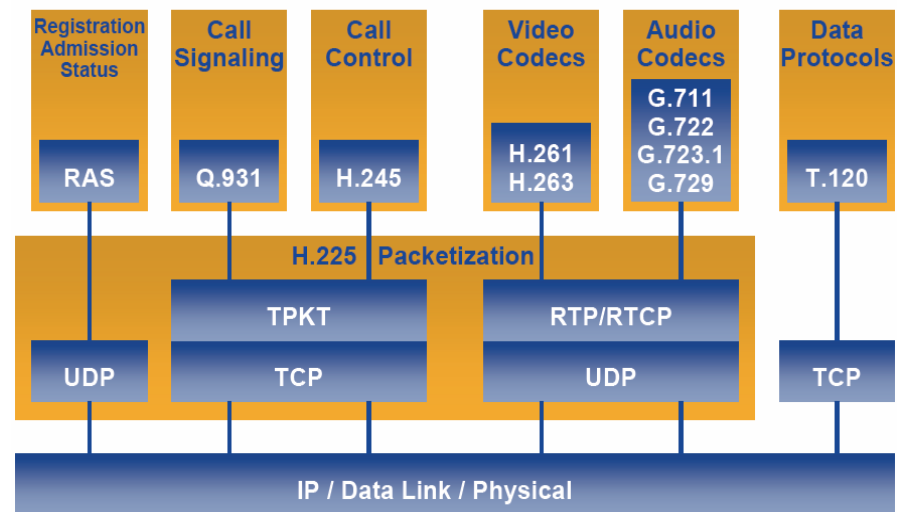 Registration
Admission
Status
Call
Signaling
Call
Control
Video
Codecs
Audio
Codecs
Data
Protocols
RAS
Q.931
H.245
H.261
H.263
G.711
G.722
G.723.1
G.729
T.120
H.225 Packetization
TPKT
RTP/RTCP
UDP
TCP
UDP
TCP
IP / Data Link / Physical